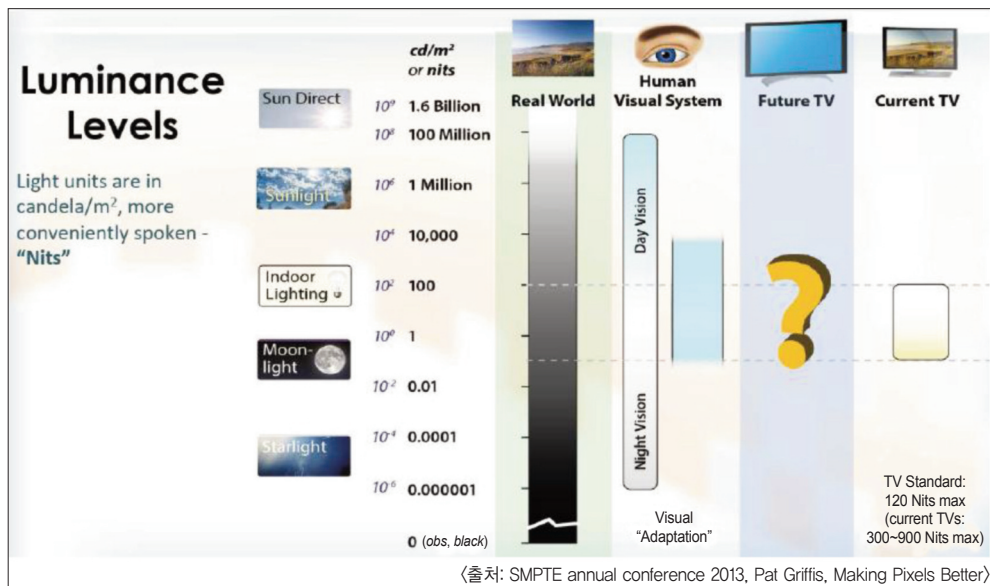 Luminance
Levels
Light units are in
candela/m², more
conveniently spoken -
“Nits”
cd/m²
or nits
Sun Direct
10⁹ 1.6 Billion
10⁸ 100 Million
Sunlight
10⁶ 1 Million
10⁴ 10,000
Indoor
Lighting
10² 100
10⁰ 1
Moon-
light
10⁻² 0.01
Starlight
10⁻⁴ 0.0001
10⁻⁶ 0.000001
0 (obs, black)
Real World
Human
Visual System
Day Vision
Night Vision
Visual
“Adaptation”
Future TV
?
Current TV
TV Standard:
120 Nits max
(current TVs:
300~900 Nits max)
〈출처: SMPTE annual conference 2013, Pat Griffis, Making Pixels Better〉